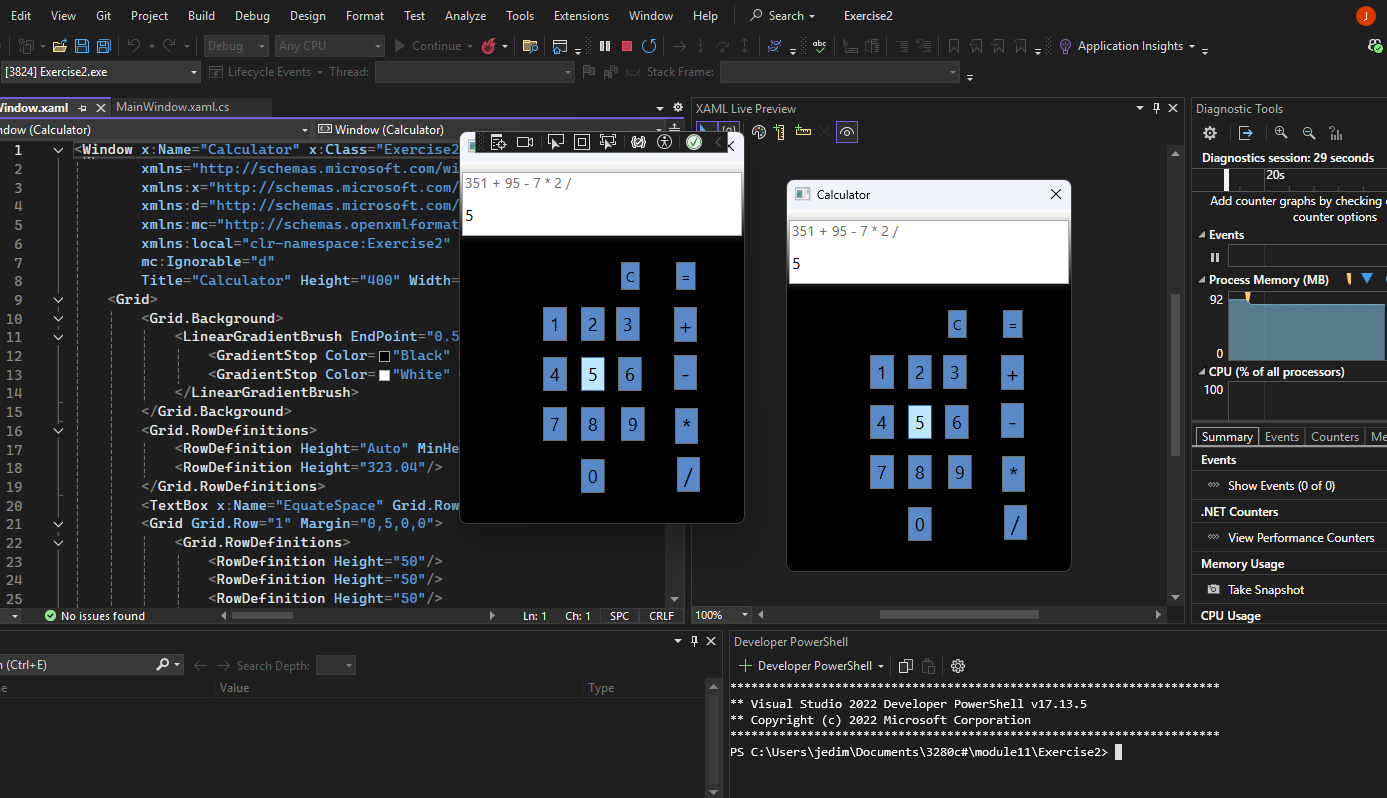 Edit View Git Project Build Debug Design Format Test Analyze Tools Extensions Window Help Search Exercise2 J
Debug Any CPU Continue Application Insights
[3824] Exercise2.exe Lifecycle Events Thread: Stack Frame:
Window.xaml MainWindow.xaml.cs
ndow (Calculator) Window (Calculator)
1 <Window x:Name="Calculator" x:Class="Exercise2
2 xmlns="http://schemas.microsoft.com/wi
3 xmlns:x="http://schemas.microsoft.com/
4 xmlns:d="http://schemas.microsoft.com/
5 xmlns:mc="http://schemas.openxmlformat
6 xmlns:local="clr-namespace:Exercise2"
7 mc:Ignorable="d"
8 Title="Calculator" Height="400" Width=
9 <Grid>
10 <Grid.Background>
11 <LinearGradientBrush EndPoint="0.5
12 <GradientStop Color="Black"
13 <GradientStop Color="White"
14 </LinearGradientBrush>
15 </Grid.Background>
16 <Grid.RowDefinitions>
17 <RowDefinition Height="Auto" MinHe
18 <RowDefinition Height="323.04"/>
19 </Grid.RowDefinitions>
20 <TextBox x:Name="EquateSpace" Grid.Row
21 <Grid Grid.Row="1" Margin="0,5,0,0">
22 <Grid.RowDefinitions>
23 <RowDefinition Height="50"/>
24 <RowDefinition Height="50"/>
25 <RowDefinition Height="50"/>
No issues found Ln: 1 Ch: 1 SPC CRLF
351 + 95 - 7 * 2 /
5
C =
1 2 3 +
4 5 6 -
7 8 9 *
0 /
XAML Live Preview
Calculator
351 + 95 - 7 * 2 /
5
C =
1 2 3 +
4 5 6 -
7 8 9 *
0 /
100%
Diagnostic Tools
Diagnostics session: 29 seconds
20s
Add counter graphs by checking
counter options
Events
Process Memory (MB)
92
0
CPU (% of all processors)
100
Summary Events Counters Me
Events
Show Events (0 of 0)
.NET Counters
View Performance Counters
Memory Usage
Take Snapshot
CPU Usage
(Ctrl+E) Search Depth:
e Value Type
Developer PowerShell
Developer PowerShell
**********************************************************************
** Visual Studio 2022 Developer PowerShell v17.13.5
** Copyright (c) 2022 Microsoft Corporation
**********************************************************************
PS C:\Users\jedim\Documents\3280c#\module11\Exercise2>